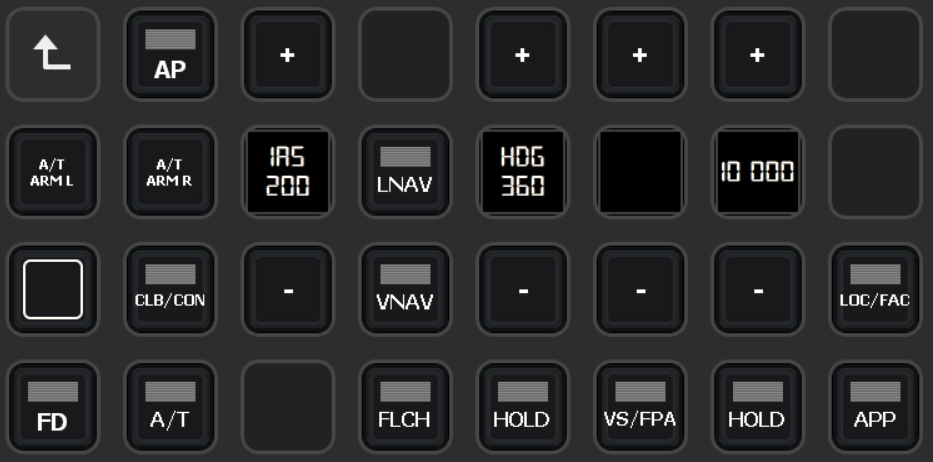 AP
+
+
+
+
A/T
ARM L
A/T
ARM R
IAS
200
LNAV
HDG
360
10 000
CLB/CON
-
VNAV
-
-
-
LOC/FAC
FD
A/T
FLCH
HOLD
VS/FPA
HOLD
APP